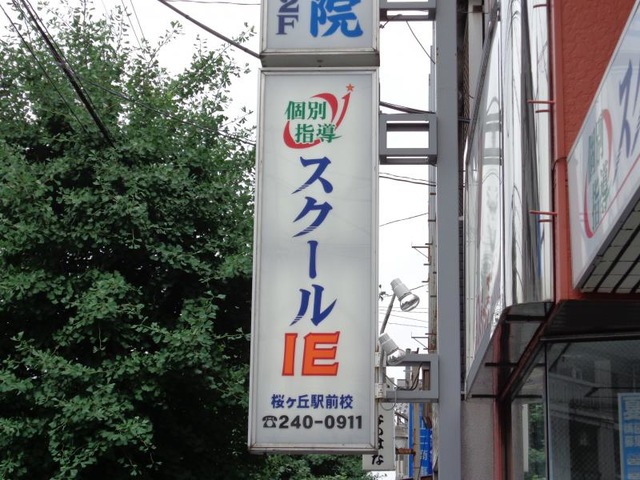 2F
院
個別
指導
スクール
IE
桜ヶ丘駅前校
☎240-0911